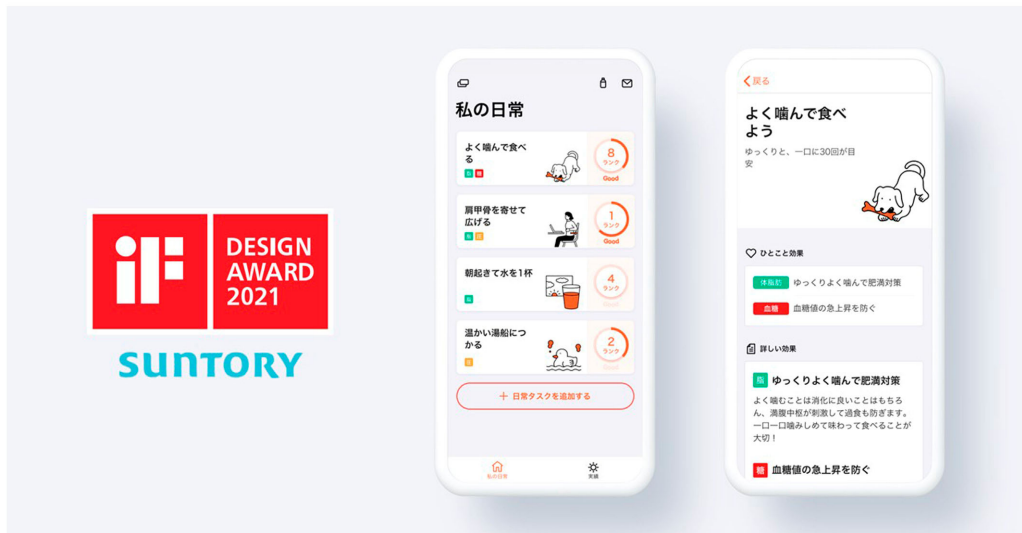 iF
DESIGN
AWARD
2021
SUNTORY
私の日常
よく噛んで食べ
る
脂 糖
8
ランク
Good
肩甲骨を寄せて
広げる
脂
1
ランク
Good
朝起きて水を1杯
脂
4
ランク
Good
温かい湯船につ
かる
2
ランク
Good
+ 日常タスクを追加する
私の日常
実績
戻る
よく噛んで食べ
よう
ゆっくりと、一口に30回が目
安
ひとこと効果
体脂肪 ゆっくりよく噛んで肥満対策
血糖 血糖値の急上昇を防ぐ
詳しい効果
脂 ゆっくりよく噛んで肥満対策
よく噛むことは消化に良いことはもちろ
ん、満腹中枢が刺激して過食も防ぎます。
一口一口噛みしめて味わって食べることが
大切！
糖 血糖値の急上昇を防ぐ